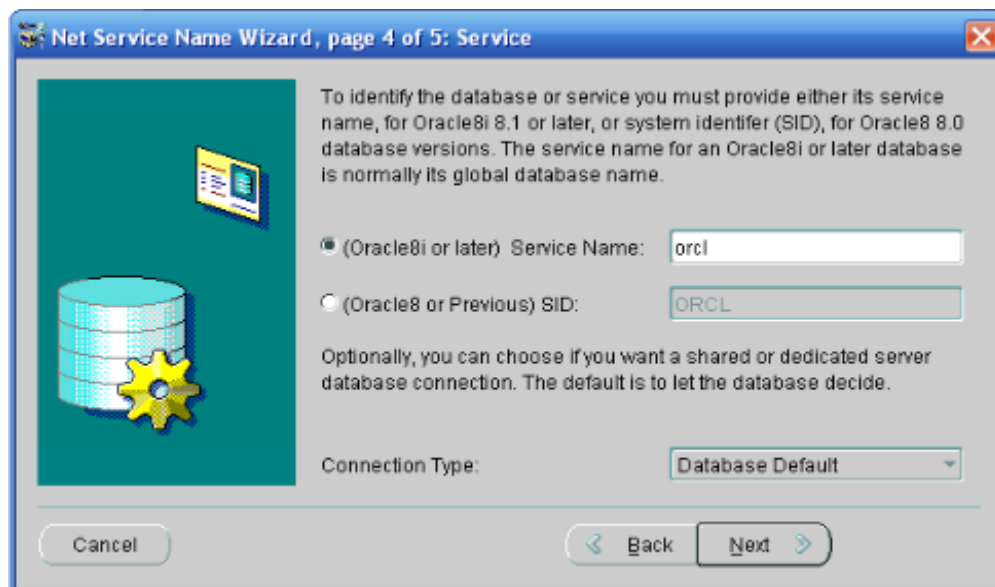 Net Service Name Wizard, page 4 of 5: Service
To identify the database or service you must provide either its service
name, for Oracle8i 8.1 or later, or system identifer (SID), for Oracle8 8.0
database versions. The service name for an Oracle8i or later database
is normally its global database name.
(Oracle8i or later) Service Name: orcl
(Oracle8 or Previous) SID: ORCL
Optionally, you can choose if you want a shared or dedicated server
database connection. The default is to let the database decide.
Connection Type: Database Default
Cancel Back Next